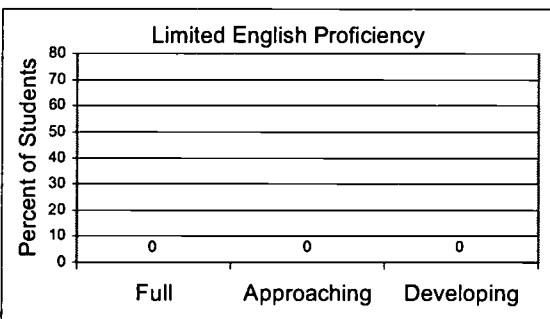 Limited English Proficiency
Percent of Students
80
70
60
50
40
30
20
10
0
0 0 0
Full Approaching Developing